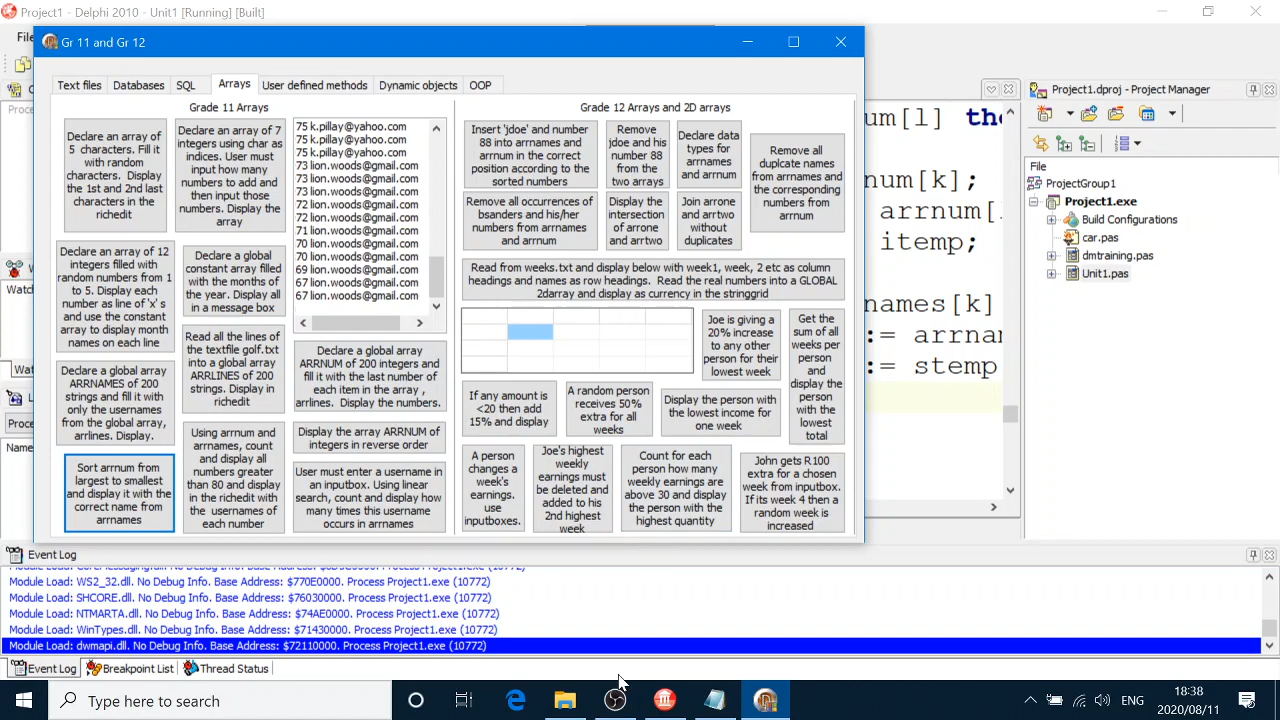 Project1 - Delphi 2010 - Unit1 [Running] [Built]
Gr 11 and Gr 12
Text files
Databases
SQL
Arrays
User defined methods
Dynamic objects
OOP
Grade 11 Arrays
Declare an array of
5 characters. Fill it
with random
characters. Display
the 1st and 2nd last
characters in the
richedit
Declare an array of 7
integers using char as
indices. User must
input how many
numbers to add and
then input those
numbers. Display the
array
75 k.pillay@yahoo.com
75 k.pillay@yahoo.com
75 k.pillay@yahoo.com
73 lion.woods@gmail.com
73 lion.woods@gmail.com
73 lion.woods@gmail.com
72 lion.woods@gmail.com
72 lion.woods@gmail.com
71 lion.woods@gmail.com
70 lion.woods@gmail.com
70 lion.woods@gmail.com
69 lion.woods@gmail.com
67 lion.woods@gmail.com
67 lion.woods@gmail.com
Declare an array of 12
integers filled with
random numbers from 1
to 5. Display each
number as line of 'x' s
and use the constant
array to display month
names on each line
Declare a global
constant array filled
with the months of
the year. Display all
in a message box
Read all the lines of
the textfile golf.txt
into a global array
ARRLINES of 200
strings. Display in
richedit
Declare a global array
ARRNUM of 200 integers and
fill it with the last number of
each item in the array ,
arrlines. Display the numbers.
Declare a global array
ARRNAMES of 200
strings and fill it with
only the usernames
from the global array,
arrlines. Display.
Using arrnum and
arrnames, count
and display all
numbers greater
than 80 and display
in the richedit with
the usernames of
each number
Display the array ARRNUM of
integers in reverse order
Sort arrnum from
largest to smallest
and display it with the
correct name from
arrnames
User must enter a username in
an inputbox. Using linear
search, count and display how
many times this username
occurs in arrnames
Grade 12 Arrays and 2D arrays
Insert 'jdoe' and number
88 into arrnames and
arrnum in the correct
position according to the
sorted numbers
Remove
jdoe and his
number 88
from the
two arrays
Declare data
types for
arrnames
and arrnum
Remove all
duplcate names
from arrnames and
the corresponding
numbers from
arrnum
Remove all occurrences of
bsanders and his/her
numbers from arrnames
and arrnum
Display the
intersection
of arrone
and arrtwo
Join arrone
and arrtwo
without
duplicates
Read from weeks.txt and display below with week1, week, 2 etc as column
headings and names as row headings. Read the real numbers into a GLOBAL
2darray and display as currency in the stringgrid
Joe is giving a
20% increase
to any other
person for their
lowest week
Get the
sum of all
weeks per
person
and
display the
person
with the
lowest
total
If any amount is
<20 then add
15% and display
A random person
receives 50%
extra for all
weeks
Display the person with
the lowest income for
one week
A person
changes a
week's
earnings.
use
inputboxes.
Joe's highest
weekly
earnings must
be deleted and
added to his
2nd highest
week
Count for each
person how many
weekly earnings are
above 30 and display
the person with the
highest quantity
John gets R100
extra for a chosen
week from inputbox.
If its week 4 then a
random week is
increased
num[l] the
num[k];
arrnum[
itemp;
names[k]
:= arrna
:= stemp
Project1.dproj - Project Manager
File
ProjectGroup1
Project1.exe
Build Configurations
car.pas
dmtraining.pas
Unit1.pas
Event Log
Module Load: WS2_32.dll. No Debug Info. Base Address: $770E0000. Process Project1.exe (10772)
Module Load: SHCORE.dll. No Debug Info. Base Address: $76030000. Process Project1.exe (10772)
Module Load: NTMARTA.dll. No Debug Info. Base Address: $74AE0000. Process Project1.exe (10772)
Module Load: WinTypes.dll. No Debug Info. Base Address: $71430000. Process Project1.exe (10772)
Module Load: dwmapi.dll. No Debug Info. Base Address: $72110000. Process Project1.exe (10772)
Event Log
Breakpoint List
Thread Status
Type here to search
ENG
18:38
2020/08/11